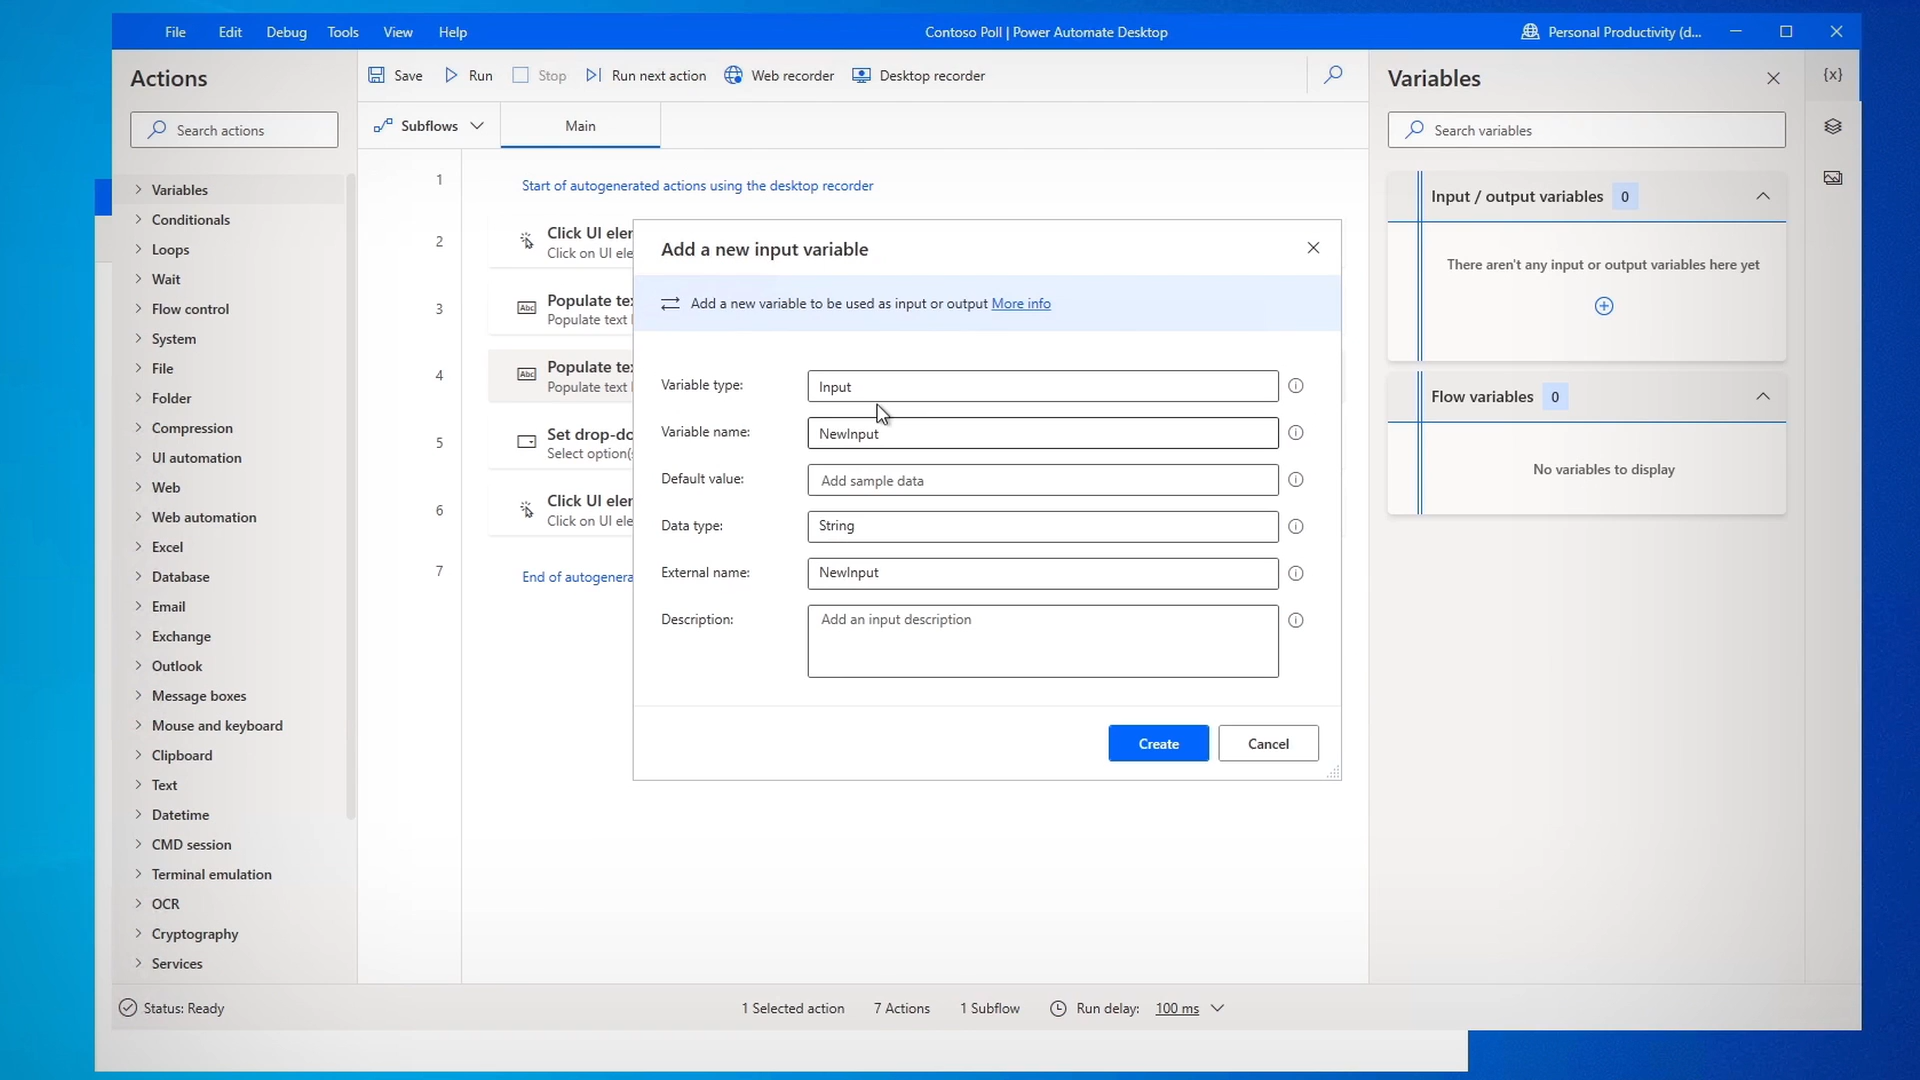 File Edit Debug Tools View Help
Contoso Poll | Power Automate Desktop
Personal Productivity (d...
Actions
Search actions
Variables
Conditionals
Loops
Wait
Flow control
System
File
Folder
Compression
UI automation
Web
Web automation
Excel
Database
Email
Exchange
Outlook
Message boxes
Mouse and keyboard
Clipboard
Text
Datetime
CMD session
Terminal emulation
OCR
Cryptography
Services
Save Run Stop Run next action Web recorder Desktop recorder
Subflows Main
1 Start of autogenerated actions using the desktop recorder
2 Click UI elem
Click on UI ele
3 Populate te
Populate text
4 Populate te
Populate text
5 Set drop-do
Select option(s
6 Click UI elem
Click on UI ele
7 End of autogenera
Add a new input variable
Add a new variable to be used as input or output More info
Variable type: Input
Variable name: NewInput
Default value: Add sample data
Data type: String
External name: NewInput
Description: Add an input description
Create Cancel
Variables
{x}
Search variables
Input / output variables 0
There aren't any input or output variables here yet
Flow variables 0
No variables to display
Status: Ready 1 Selected action 7 Actions 1 Subflow Run delay: 100 ms